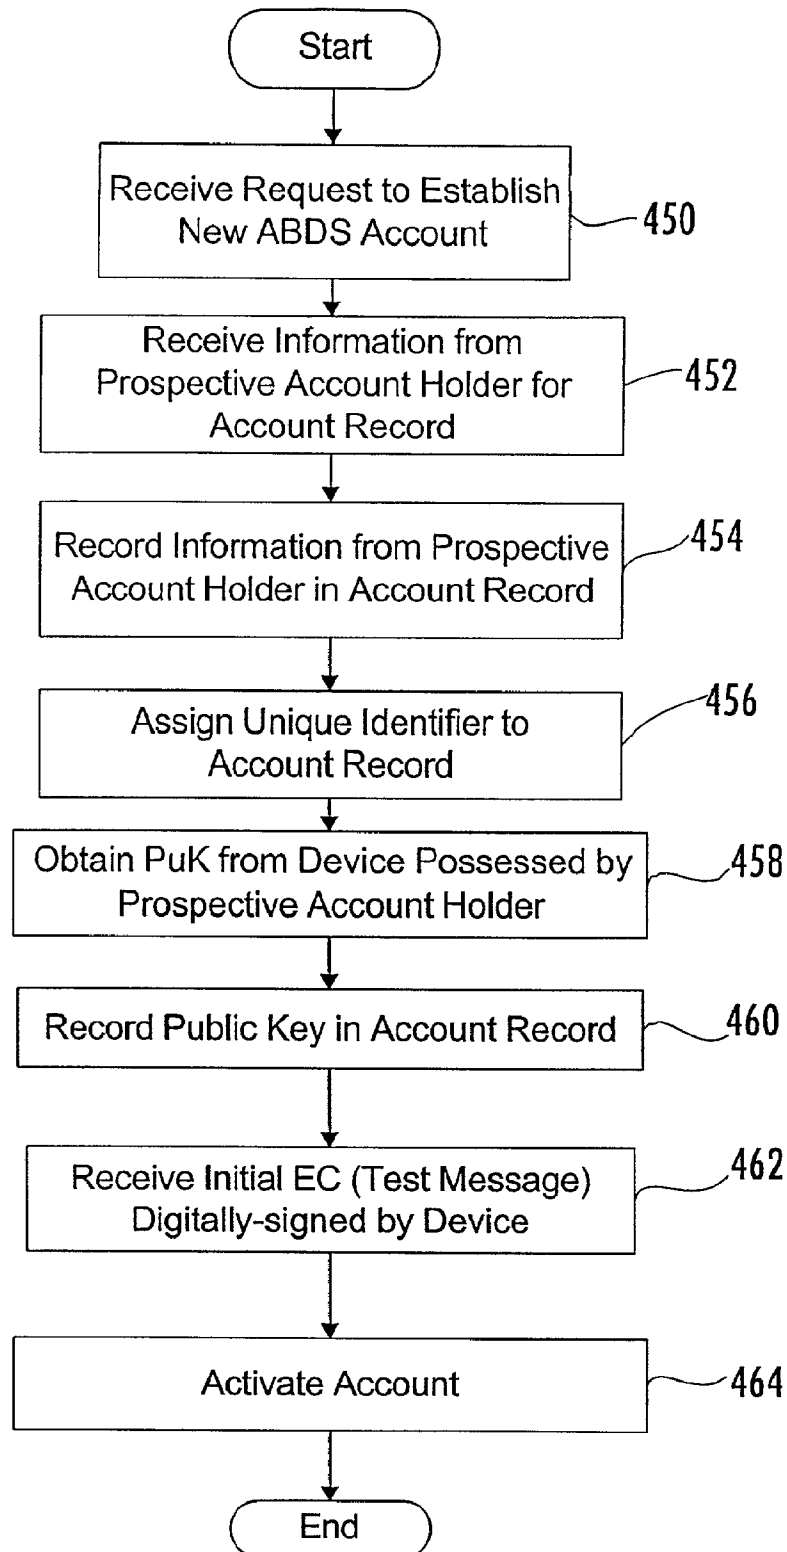 Start
Receive Request to Establish
New ABDS Account
450
Receive Information from
Prospective Account Holder for
Account Record
452
Record Information from Prospective
Account Holder in Account Record
454
Assign Unique Identifier to
Account Record
456
Obtain PuK from Device Possessed by
Prospective Account Holder
458
Record Public Key in Account Record
460
Receive Initial EC (Test Message)
Digitally-signed by Device
462
Activate Account
464
End